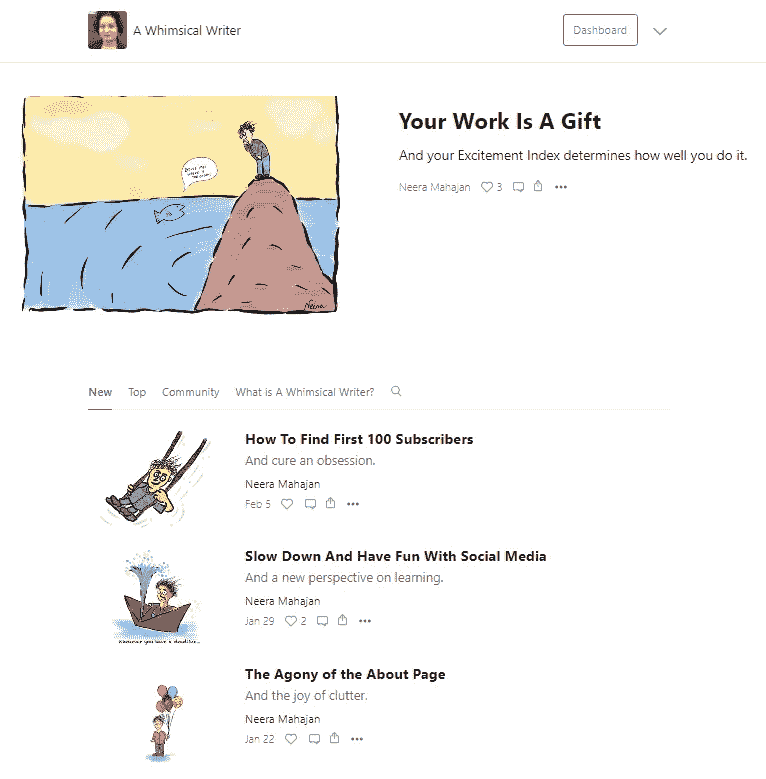 A Whimsical Writer
Dashboard
Your Work Is A Gift
And your Excitement Index determines how well you do it.
Neera Mahajan 3
Neera
New Top Community What is A Whimsical Writer?
How To Find First 100 Subscribers
And cure an obsession.
Neera Mahajan
Feb 5
Slow Down And Have Fun With Social Media
And a new perspective on learning.
Neera Mahajan
Jan 29 2
The Agony of the About Page
And the joy of clutter.
Neera Mahajan
Jan 22